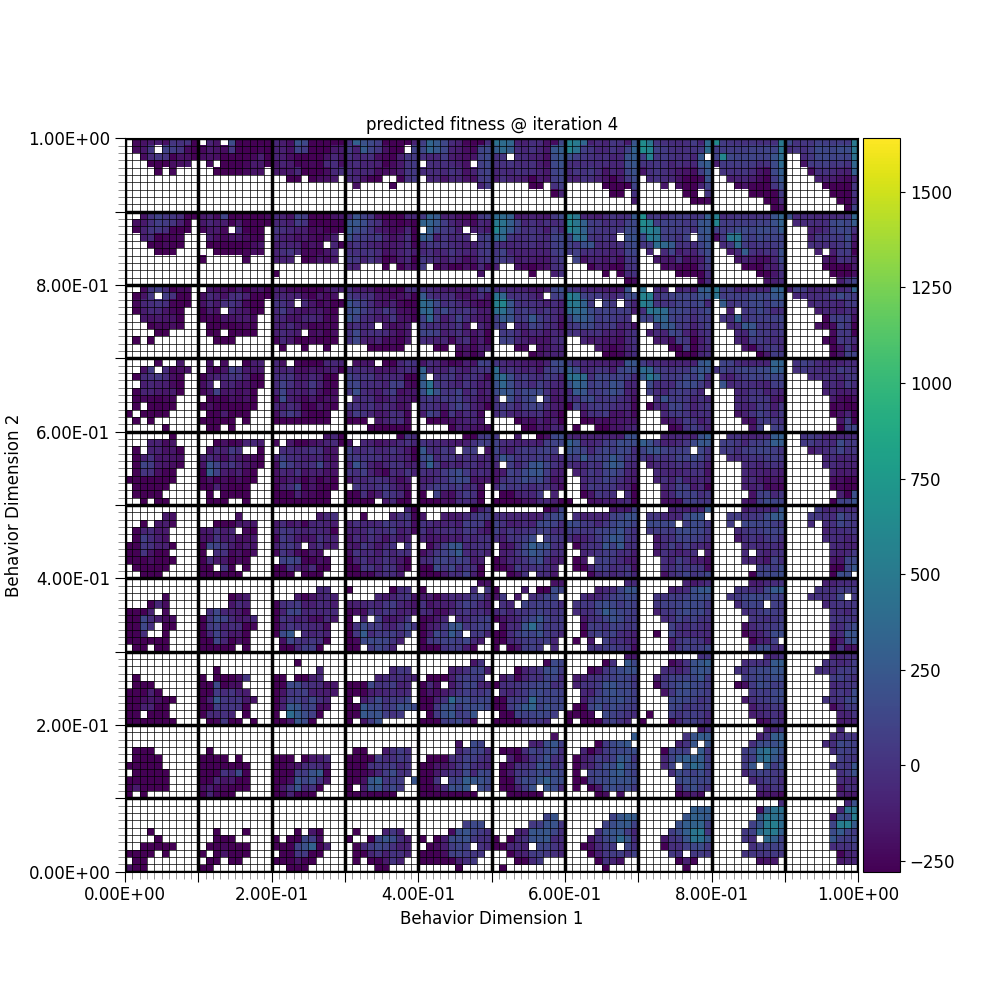 predicted fitness @ iteration 4
1.00E+00
8.00E-01
6.00E-01
4.00E-01
2.00E-01
0.00E+00
Behavior Dimension 2
0.00E+00 2.00E-01 4.00E-01 6.00E-01 8.00E-01 1.00E+00
Behavior Dimension 1
1500
1250
1000
750
500
250
0
−250